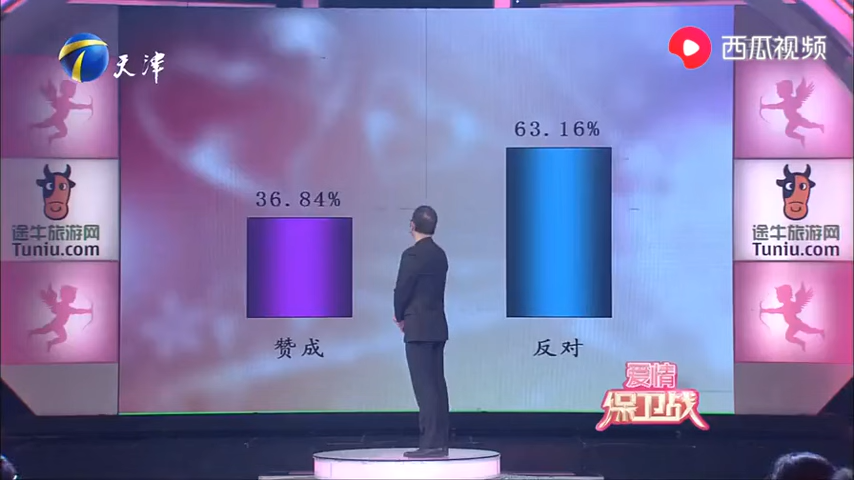 天津
西瓜视频
63.16%
36.84%
途牛旅游网
Tuniu.com
途牛旅游网
Tuniu.com
赞成
反对
爱情
保卫战